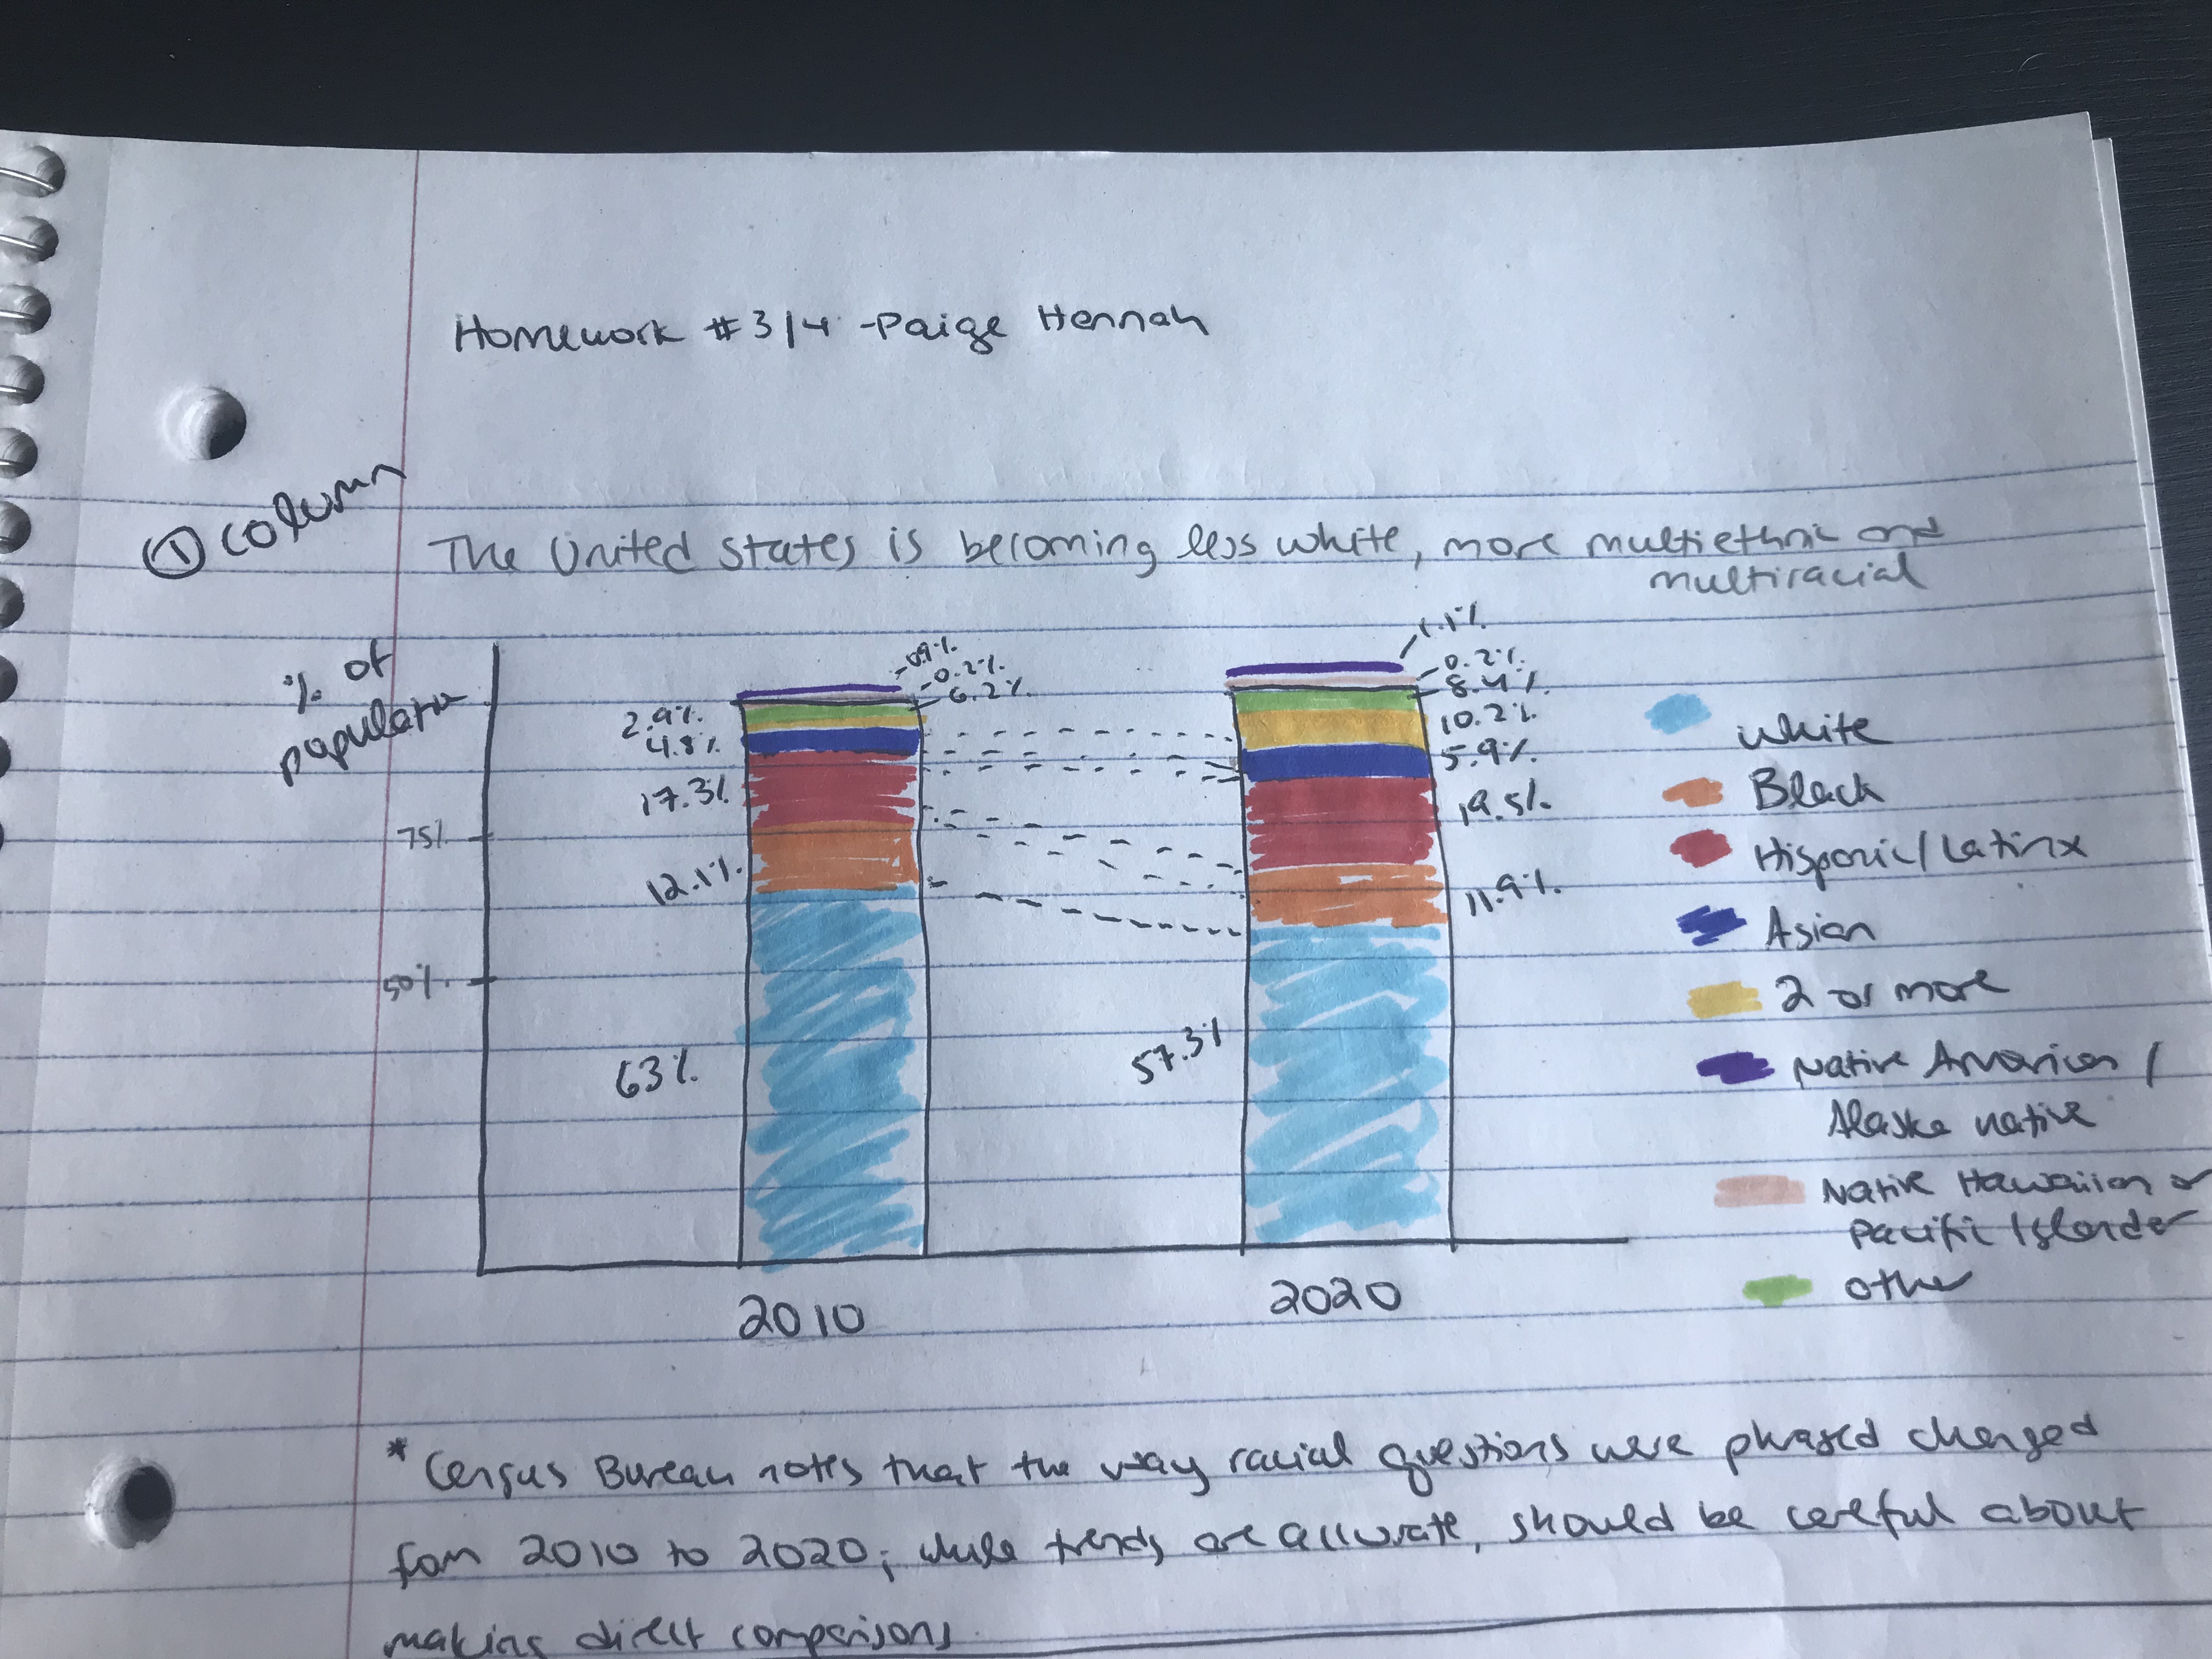 Homework #3/4 - Paige Hennah
① column
The United States is becoming less white, more multiethnic and
multiracial
% of
population
75%
50%
0.9%
0.2%
6.2%
2.9%
4.8%
17.3%
12.1%
63%
1.1%
0.2%
8.4%
10.2%
5.9%
19.5%
11.9%
57.3%
2010
2020
white
Black
Hispanic/Latinx
Asian
2 or more
Native American /
Alaska native
Native Hawaiian or
Pacific Islander
other
* Census Bureau notes that the way racial questions were phrased changed
from 2010 to 2020; while trends are accurate, should be careful about
making direct comparisons.